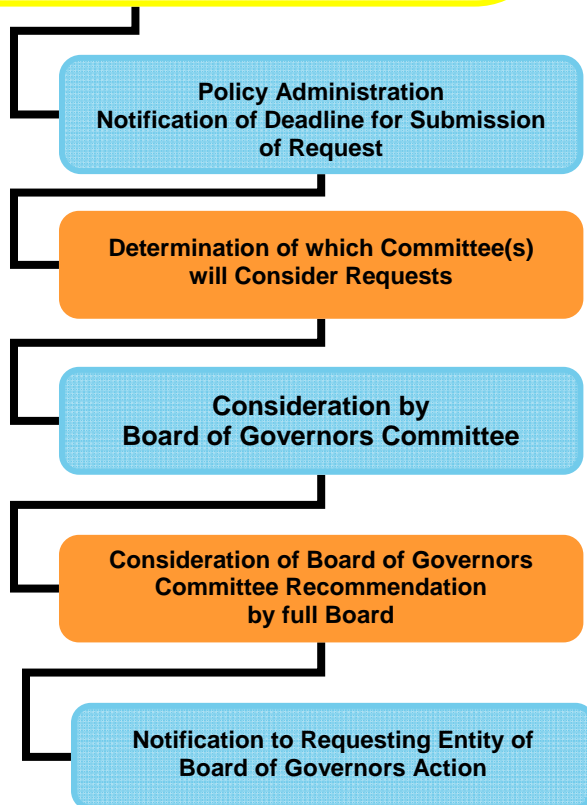 Policy Administration
Notification of Deadline for Submission
of Request
Determination of which Committee(s)
will Consider Requests
Consideration by
Board of Governors Committee
Consideration of Board of Governors
Committee Recommendation
by full Board
Notification to Requesting Entity of
Board of Governors Action